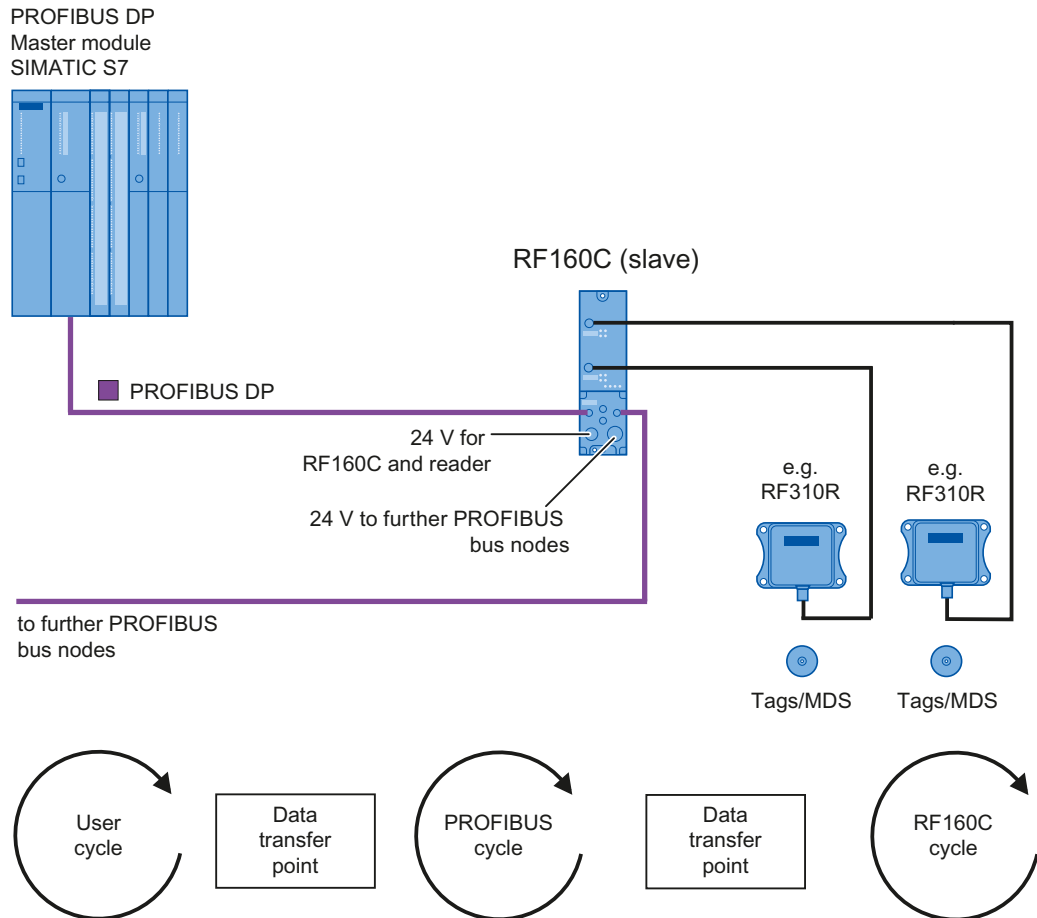 PROFIBUS DP
Master module
SIMATIC S7
RF160C (slave)
PROFIBUS DP
24 V for
RF160C and reader
24 V to further PROFIBUS
bus nodes
e.g.
RF310R
e.g.
RF310R
to further PROFIBUS
bus nodes
Tags/MDS
Tags/MDS
User
cycle
Data
transfer
point
PROFIBUS
cycle
Data
transfer
point
RF160C
cycle